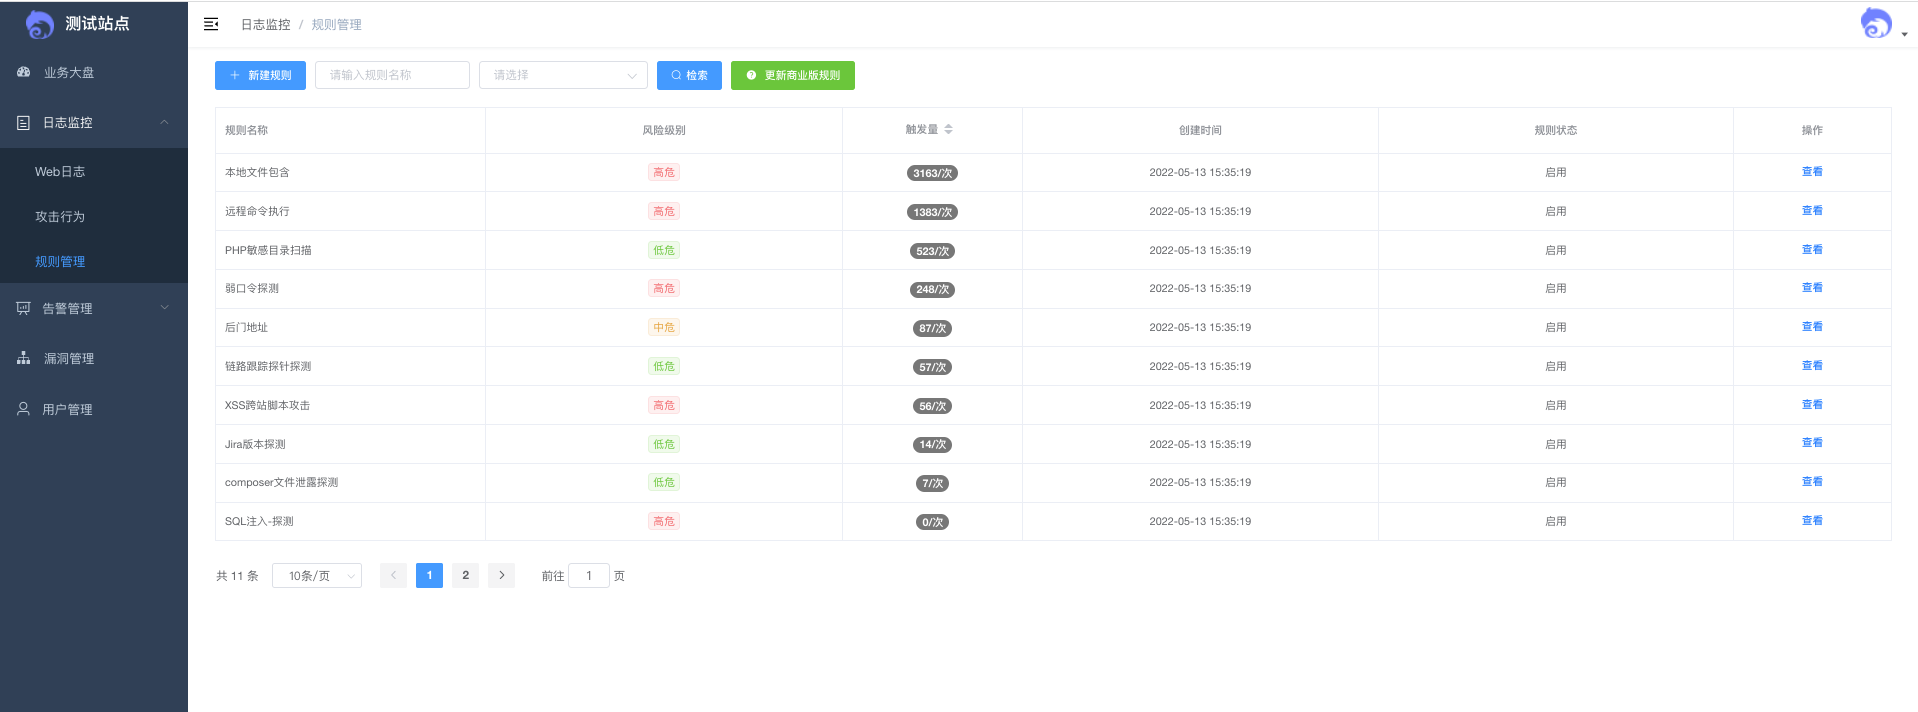 测试站点
业务大盘
日志监控
Web日志
攻击行为
规则管理
告警管理
漏洞管理
用户管理
日志监控 / 规则管理
新建规则 请输入规则名称 请选择 检索 更新商业版规则
规则名称 风险级别 触发量 创建时间 规则状态 操作
本地文件包含 高危 3163/次 2022-05-13 15:35:19 启用 查看
远程命令执行 高危 1383/次 2022-05-13 15:35:19 启用 查看
PHP敏感目录扫描 低危 523/次 2022-05-13 15:35:19 启用 查看
弱口令探测 高危 248/次 2022-05-13 15:35:19 启用 查看
后门地址 中危 87/次 2022-05-13 15:35:19 启用 查看
链路跟踪探针探测 低危 57/次 2022-05-13 15:35:19 启用 查看
XSS跨站脚本攻击 高危 56/次 2022-05-13 15:35:19 启用 查看
Jira版本探测 低危 14/次 2022-05-13 15:35:19 启用 查看
composer文件泄露探测 低危 7/次 2022-05-13 15:35:19 启用 查看
SQL注入-探测 高危 0/次 2022-05-13 15:35:19 启用 查看
共 11 条 10条/页 1 2 前往 1 页